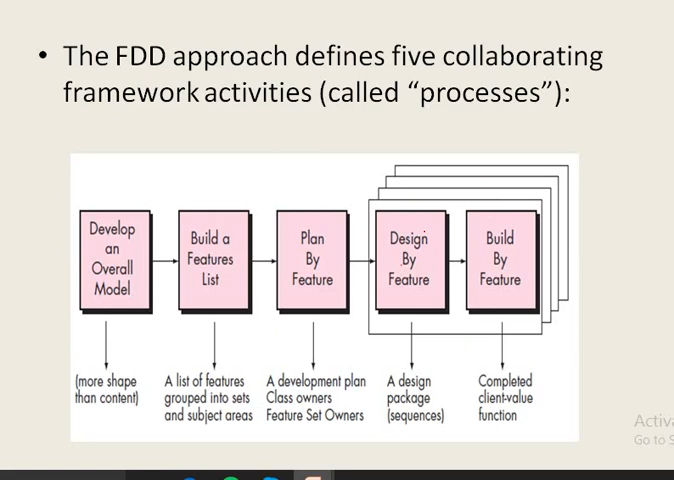 • The FDD approach defines five collaborating
framework activities (called “processes”):
Develop
an
Overall
Model
Build a
Features
List
Plan
By
Feature
Design
By
Feature
Build
By
Feature
(more shape
than content)
A list of features
grouped into sets
and subject areas
A development plan
Class owners
Feature Set Owners
A design
package
(sequences)
Completed
client-value
function
Go to